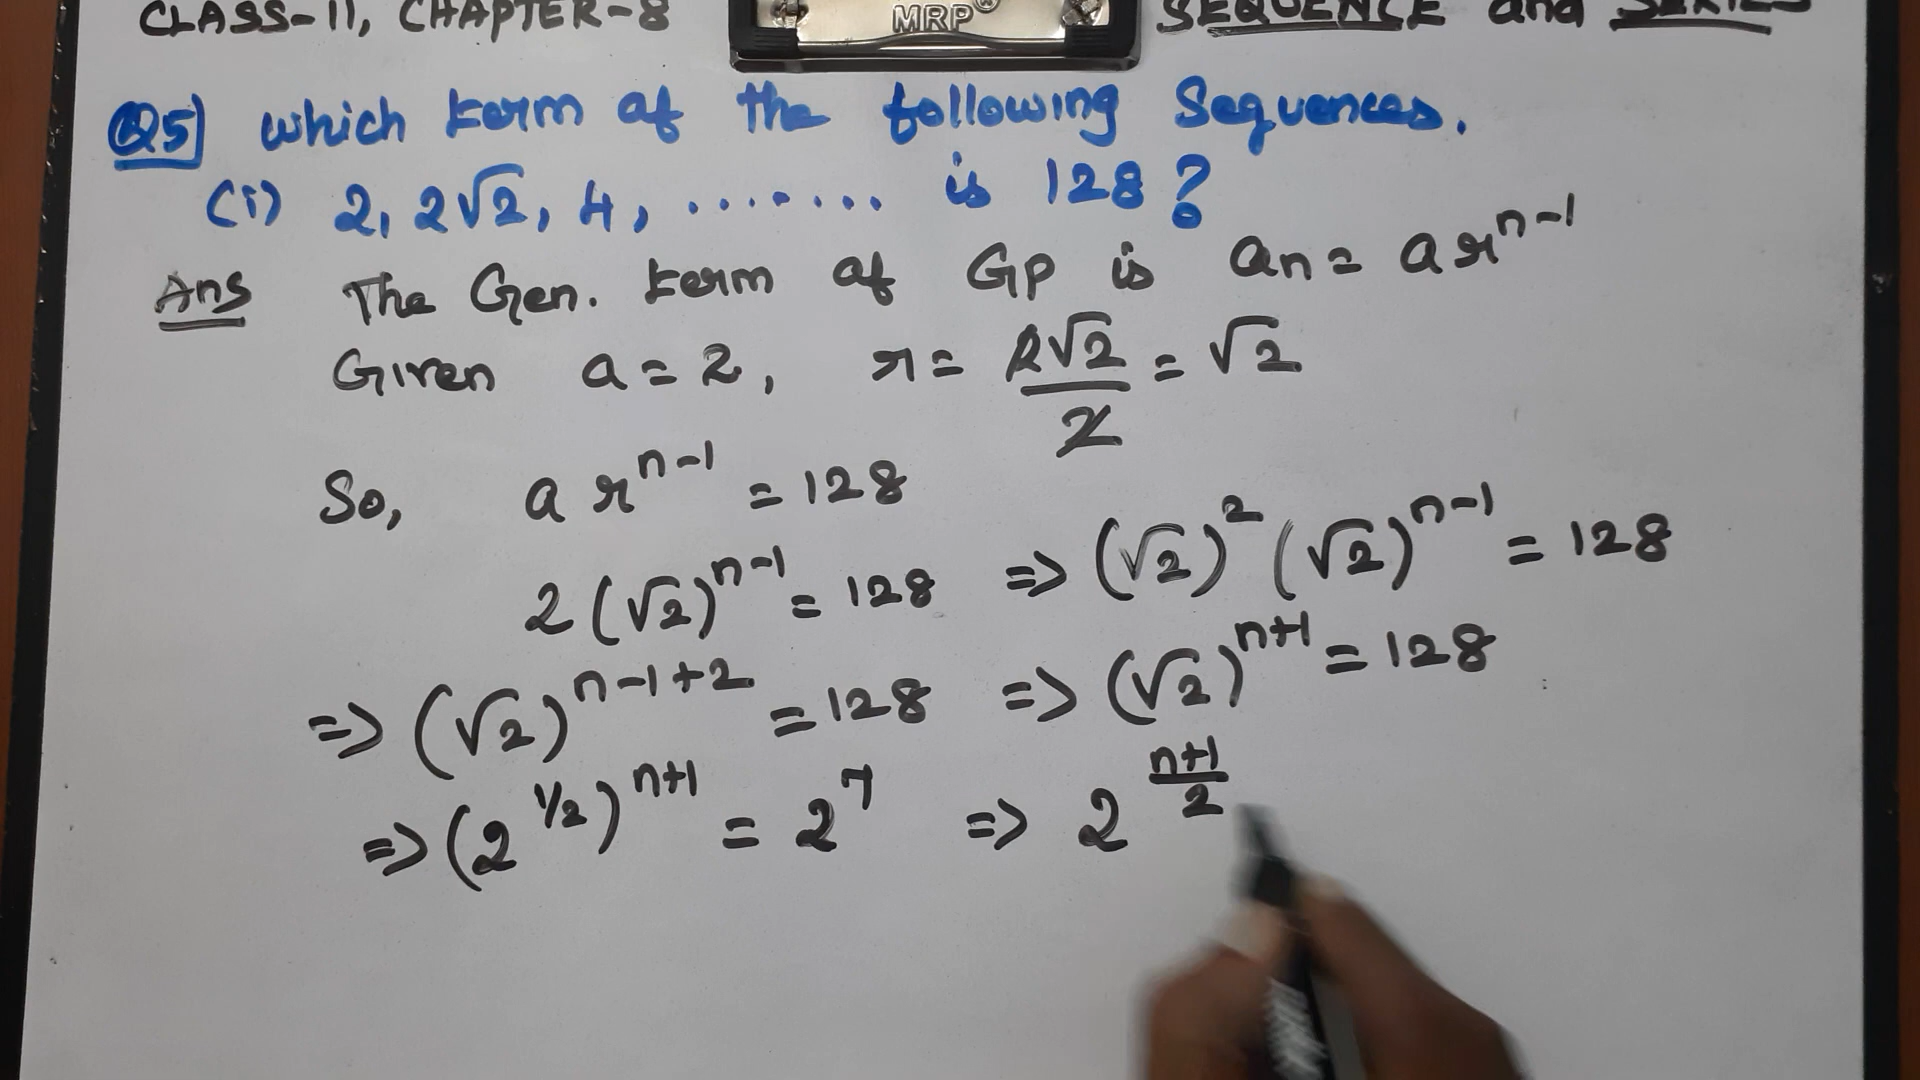 CLASS-11, CHAPTER-8 MRP® SEQUENCE and SERIES
Q5) Which term of the following Sequences.
(i) 2, 2√2, 4, ........ is 128?
Ans The Gen. term of GP is an = ar^(n-1)
Given a = 2, r = 2√2/2 = √2
So, a r^(n-1) = 128
2(√2)^(n-1) = 128 => (√2)^2 (√2)^(n-1) = 128
=> (√2)^(n-1+2) = 128 => (√2)^(n+1) = 128
=> (2^(1/2))^(n+1) = 2^7 => 2^((n+1)/2)